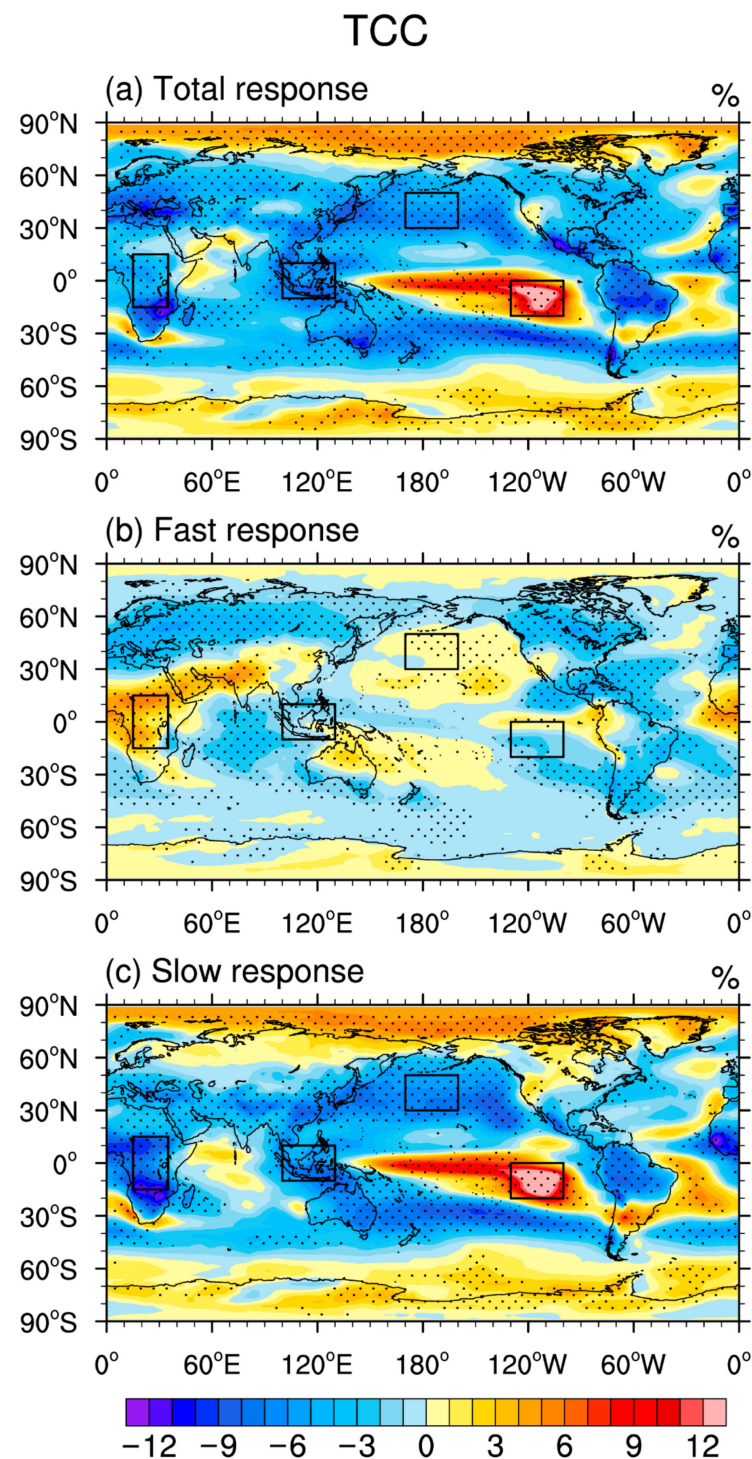 TCC
(a) Total response %
90°N
60°N
30°N
0°
30°S
60°S
90°S
0° 60°E 120°E 180° 120°W 60°W 0°
(b) Fast response %
90°N
60°N
30°N
0°
30°S
60°S
90°S
0° 60°E 120°E 180° 120°W 60°W 0°
(c) Slow response %
90°N
60°N
30°N
0°
30°S
60°S
90°S
0° 60°E 120°E 180° 120°W 60°W 0°
−12 −9 −6 −3 0 3 6 9 12